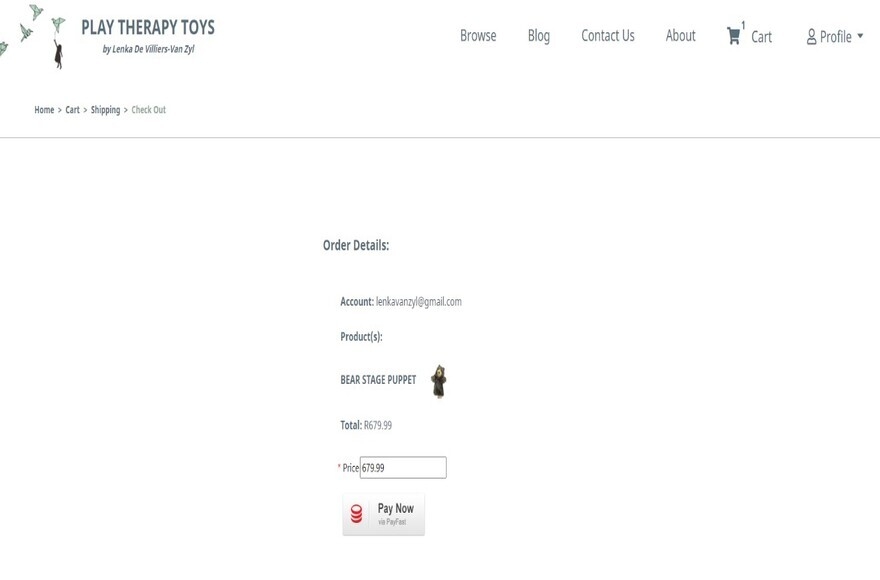 PLAY THERAPY TOYS
by Lenka De Villiers-Van Zyl
Browse Blog Contact Us About 1 Cart Profile
Home > Cart > Shipping > Check Out
Order Details:
Account: lenkavanzyl@gmail.com
Product(s):
BEAR STAGE PUPPET
Total: R679.99
* Price 679.99
Pay Now
via PayFast